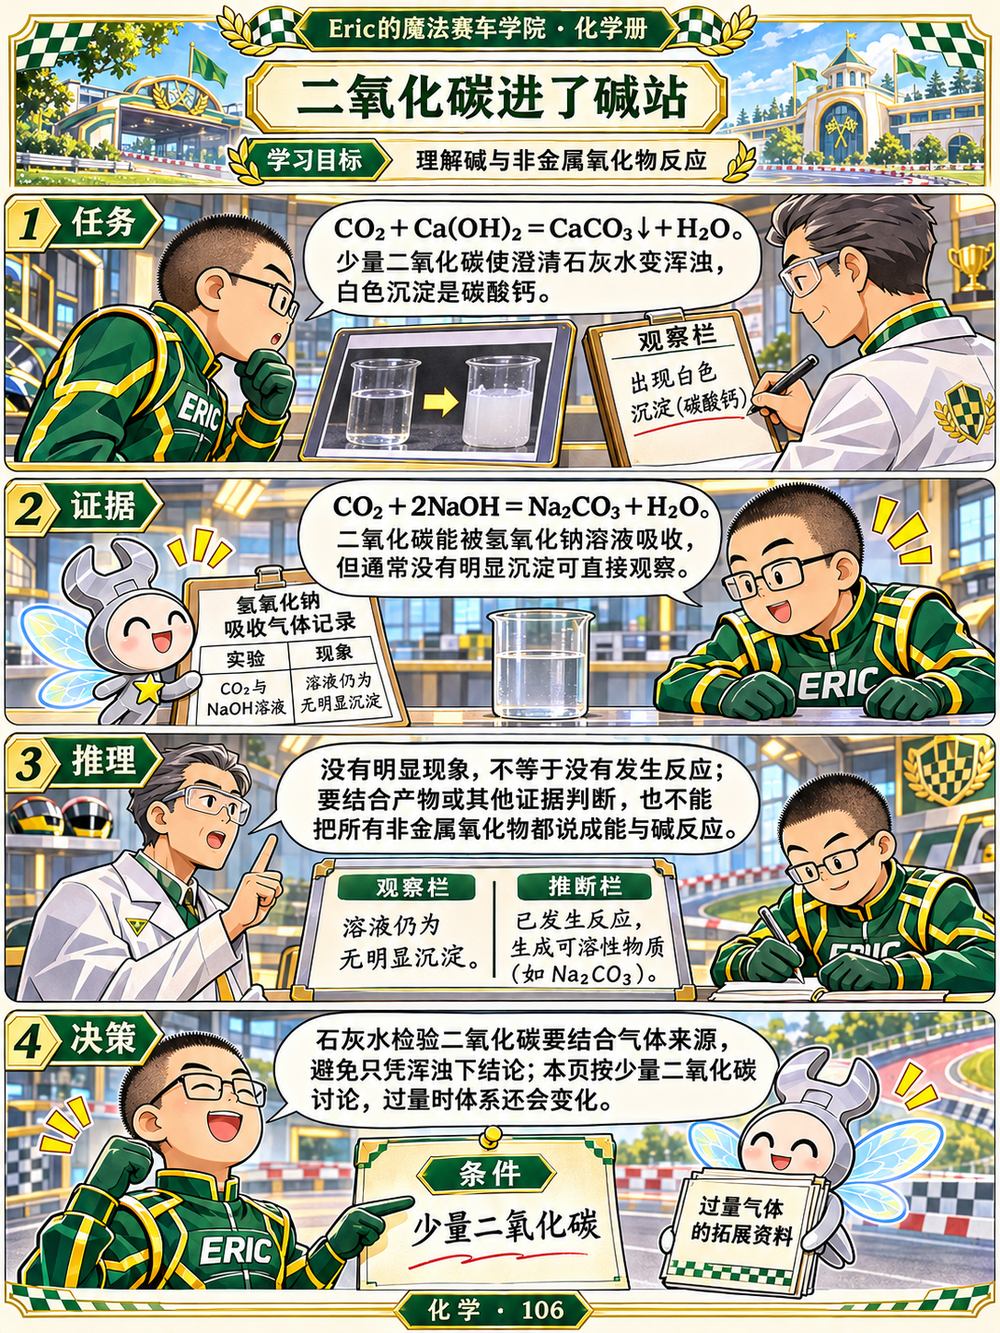 Eric的魔法赛车学院·化学册
二氧化碳进了碱站
学习目标 理解碱与非金属氧化物反应
1 任务
CO₂+Ca(OH)₂=CaCO₃↓+H₂O。
少量二氧化碳使澄清石灰水变浑浊，
白色沉淀是碳酸钙。
观察栏
出现白色
沉淀(碳酸钙)
ERIC
2 证据
CO₂+2NaOH=Na₂CO₃+H₂O。
二氧化碳能被氢氧化钠溶液吸收，
但通常没有明显沉淀可直接观察。
氢氧化钠
吸收气体记录
实验 现象
CO₂与 溶液仍为
NaOH溶液 无明显沉淀
ERIC
3 推理
没有明显现象，不等于没有发生反应；
要结合产物或其他证据判断，也不能
把所有非金属氧化物都说成能与碱反应。
观察栏
溶液仍为
无明显沉淀。
推断栏
已发生反应，
生成可溶性物质
(如 Na₂CO₃)。
ERIC
4 决策
石灰水检验二氧化碳要结合气体来源，
避免只凭浑浊下结论；本页按少量二氧化碳
讨论，过量时体系还会变化。
条件
少量二氧化碳
过量气体
的拓展资料
ERIC
化学·106